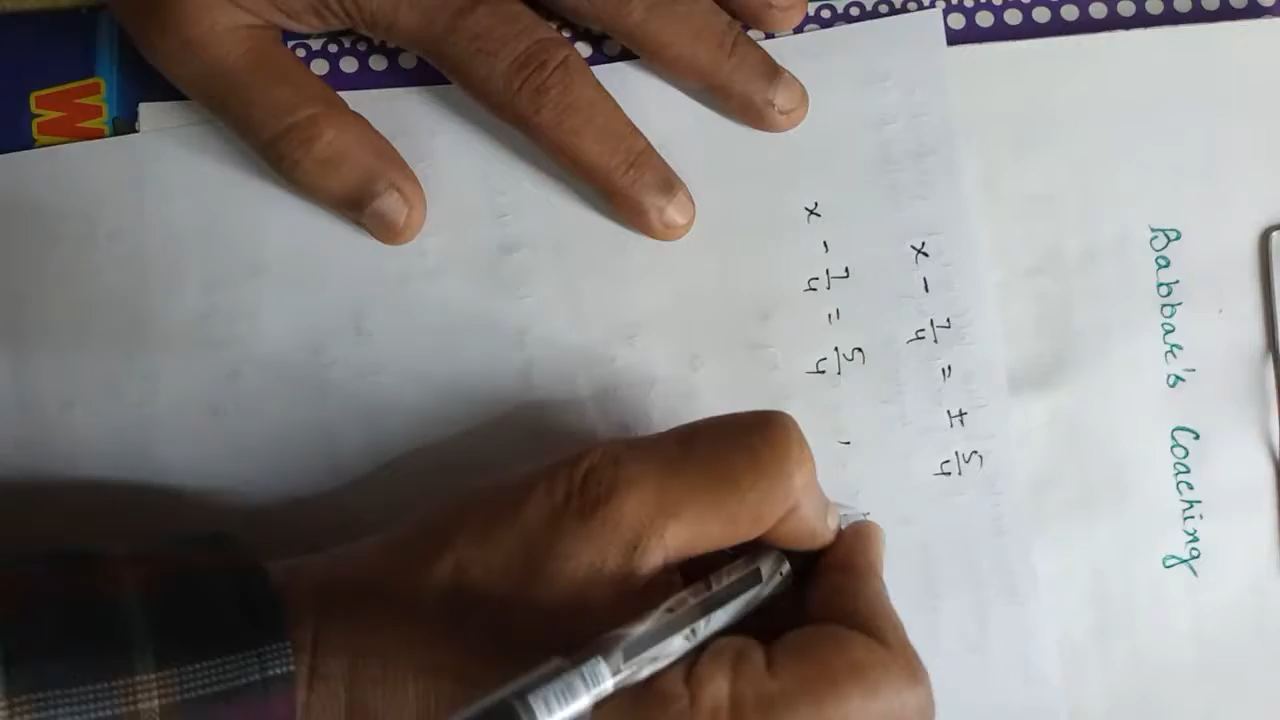 Babbar's Coaching
x - 7/4 = ± 5/4
x - 7/4 = 5/4 ,
W